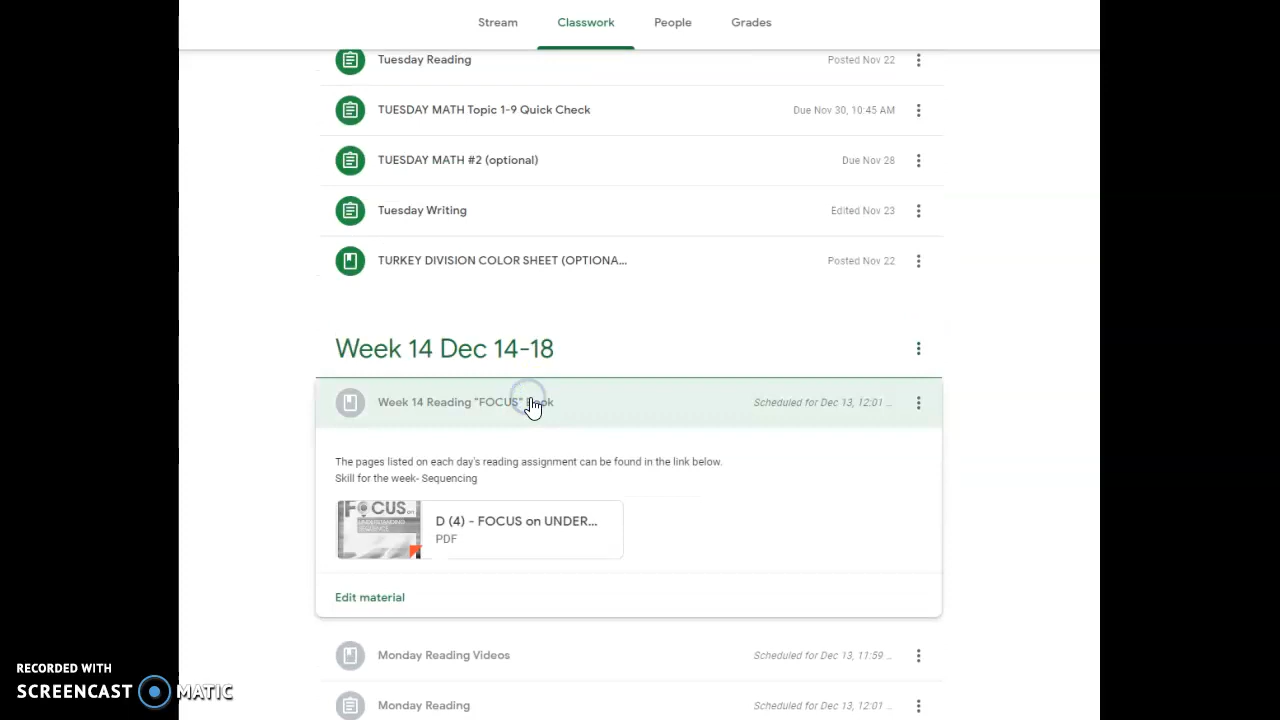 Stream Classwork People Grades
Tuesday Reading Posted Nov 22
TUESDAY MATH Topic 1-9 Quick Check Due Nov 30, 10:45 AM
TUESDAY MATH #2 (optional) Due Nov 28
Tuesday Writing Edited Nov 23
TURKEY DIVISION COLOR SHEET (OPTIONA... Posted Nov 22
Week 14 Dec 14-18
Week 14 Reading "FOCUS" Book Scheduled for Dec 13, 12:01 ...
The pages listed on each day's reading assignment can be found in the link below.
Skill for the week- Sequencing
FOCUS on
UNDERSTANDING
SEQUENCE
D (4) - FOCUS on UNDER...
PDF
Edit material
Monday Reading Videos Scheduled for Dec 13, 11:59 ...
Monday Reading Scheduled for Dec 13, 12:01 ...
RECORDED WITH
SCREENCAST MATIC